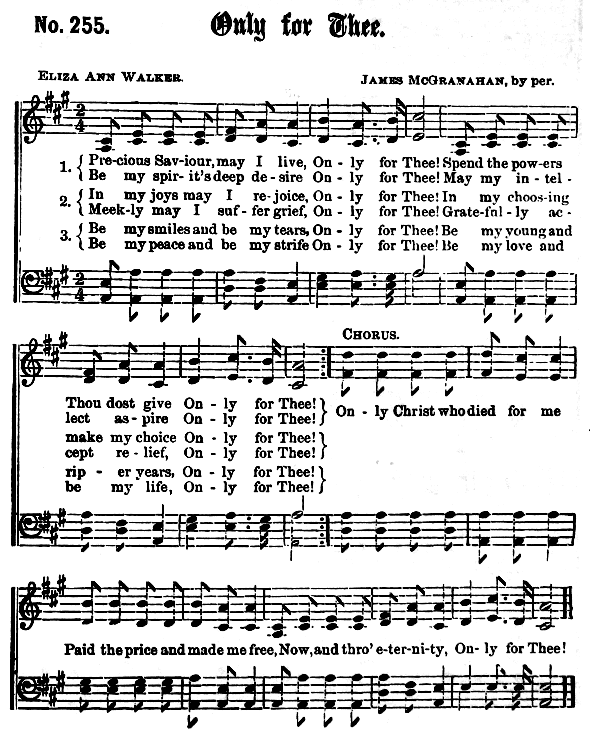 No. 255.
Only for Thee.
ELIZA ANN WALKER.
JAMES MCGRANAHAN, by per.
1. { Pre-cious Sav-iour, may I live, On - ly for Thee! Spend the pow-ers
{ Be my spir-it's deep de-sire On - ly for Thee! May my in - tel -
2. { In my joys may I re-joice, On - ly for Thee! In my choos-ing
{ Meek-ly may I suf-fer grief, On - ly for Thee! Grate-ful-ly ac -
3. { Be my smiles and be my tears, On - ly for Thee! Be my young and
{ Be my peace and be my strife On - ly for Thee! Be my love and
CHORUS.
Thou dost give On - ly for Thee! } On - ly Christ who died for me
lect as-pire On - ly for Thee! }
make my choice On - ly for Thee! }
cept re-lief, On - ly for Thee! }
rip - er years, On - ly for Thee! }
be my life, On - ly for Thee! }
Paid the price and made me free, Now, and thro' e-ter-ni-ty, On-ly for Thee!